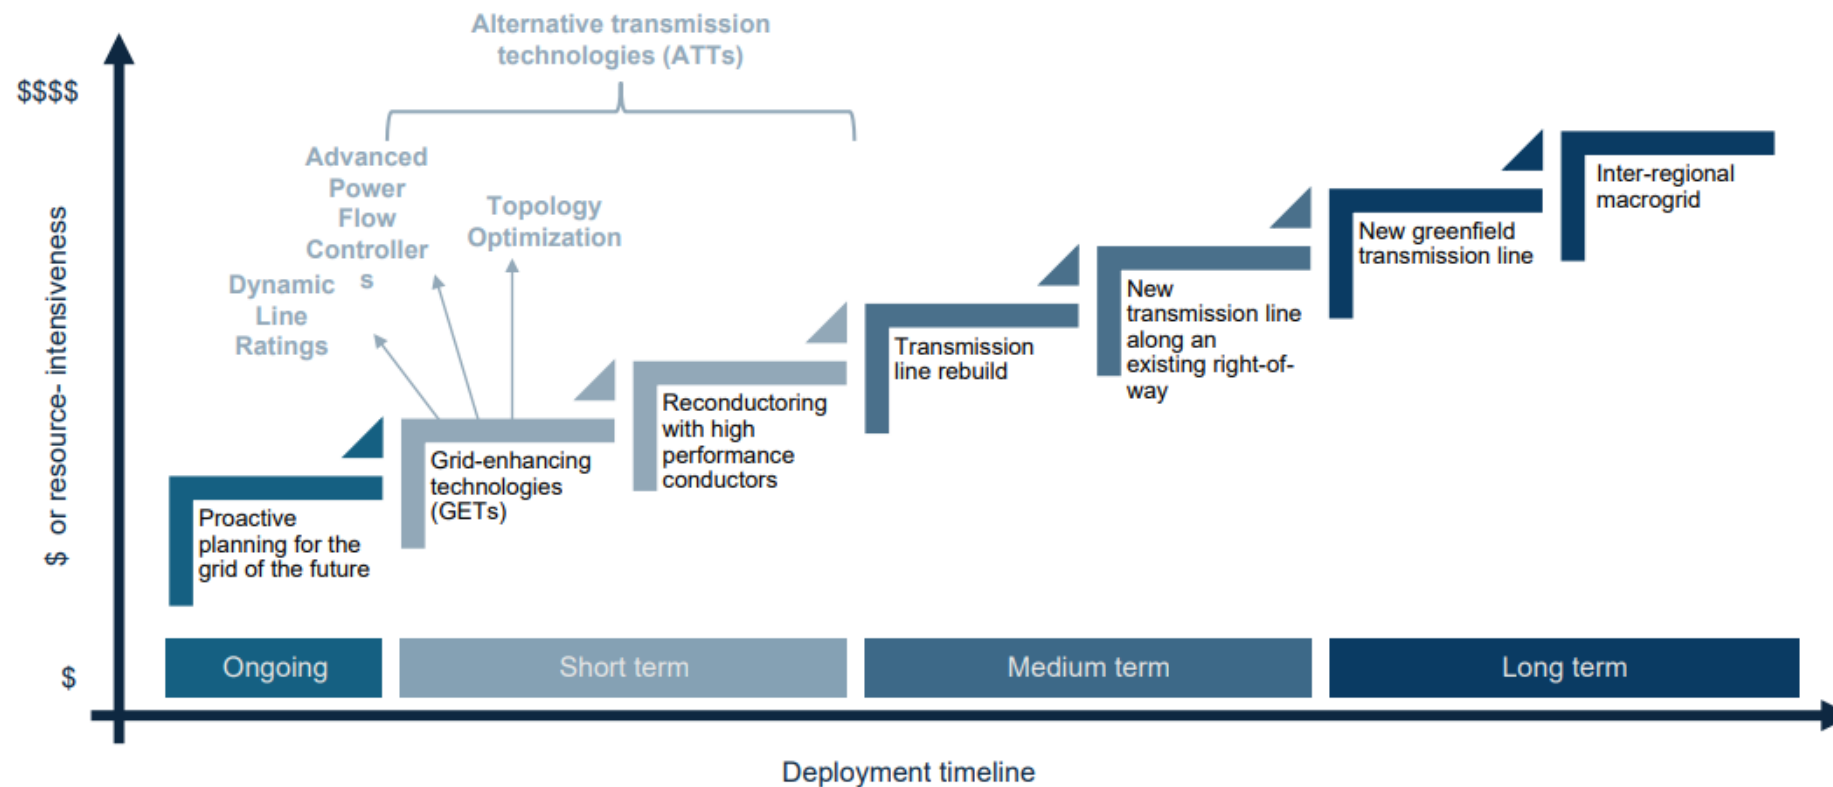 Alternative transmission
technologies (ATTs)
$$$$
Advanced
Power
Flow
Controller
s
Topology
Optimization
Dynamic
Line
Ratings
$ or resource- intensiveness
Proactive
planning for the
grid of the future
Grid-enhancing
technologies
(GETs)
Reconductoring
with high
performance
conductors
Transmission
line rebuild
New
transmission line
along an
existing right-of-
way
New greenfield
transmission line
Inter-regional
macrogrid
$
Ongoing
Short term
Medium term
Long term
Deployment timeline